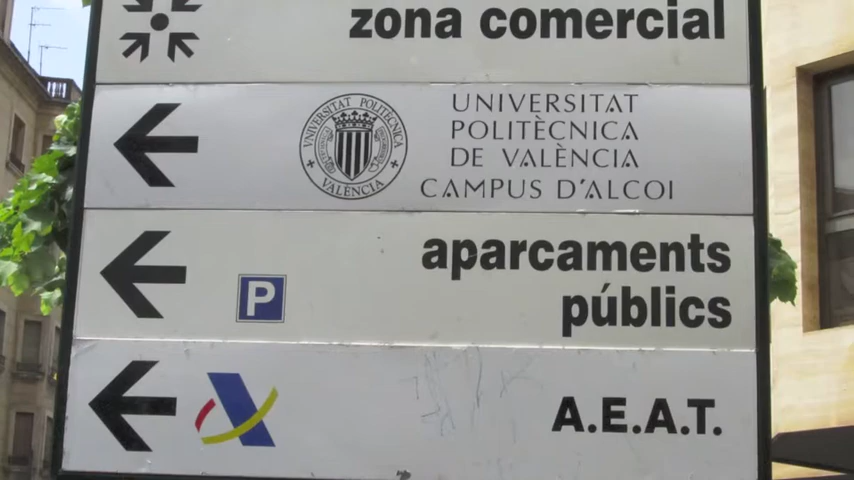 zona comercial
UNIVERSITAT POLITÈCNICA
VALÈNCIA
UNIVERSITAT
POLITÈCNICA
DE VALÈNCIA
CAMPUS D'ALCOI
aparcaments
públics
P
A.E.A.T.